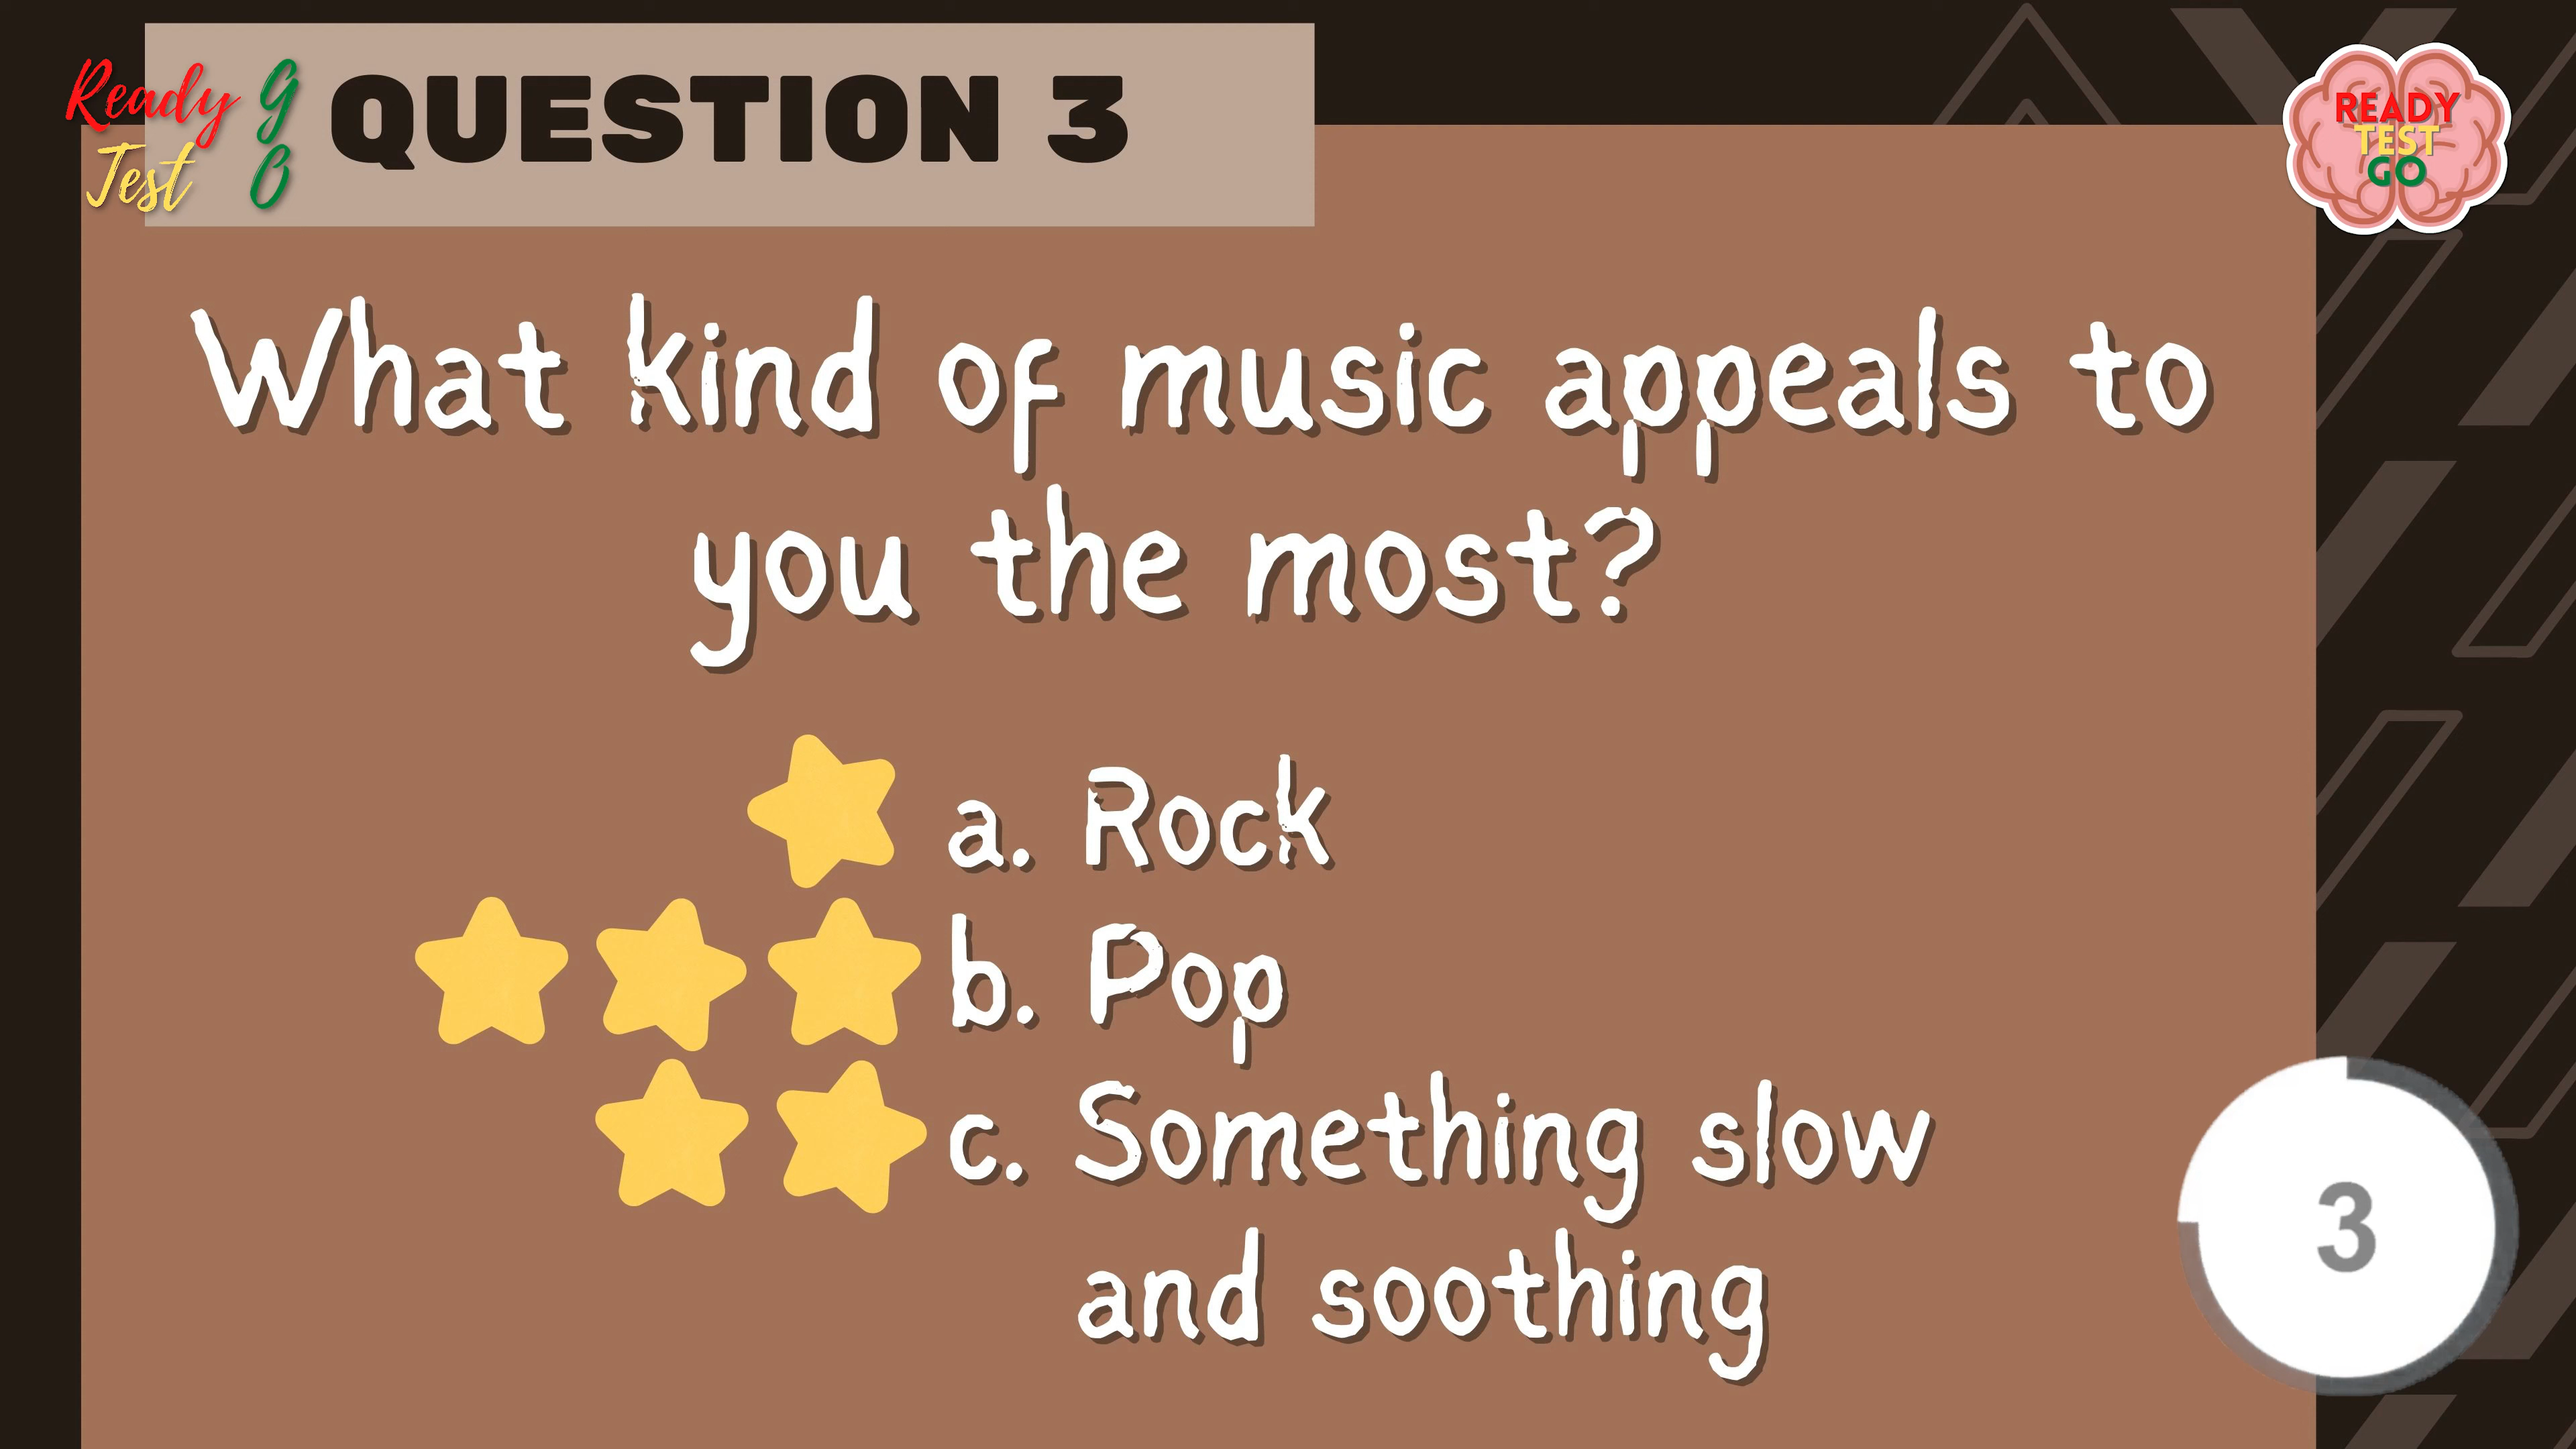 Ready G
Test O
QUESTION 3
READY
TEST
GO
What kind of music appeals to
you the most?
a. Rock
b. Pop
c. Something slow
and soothing
3